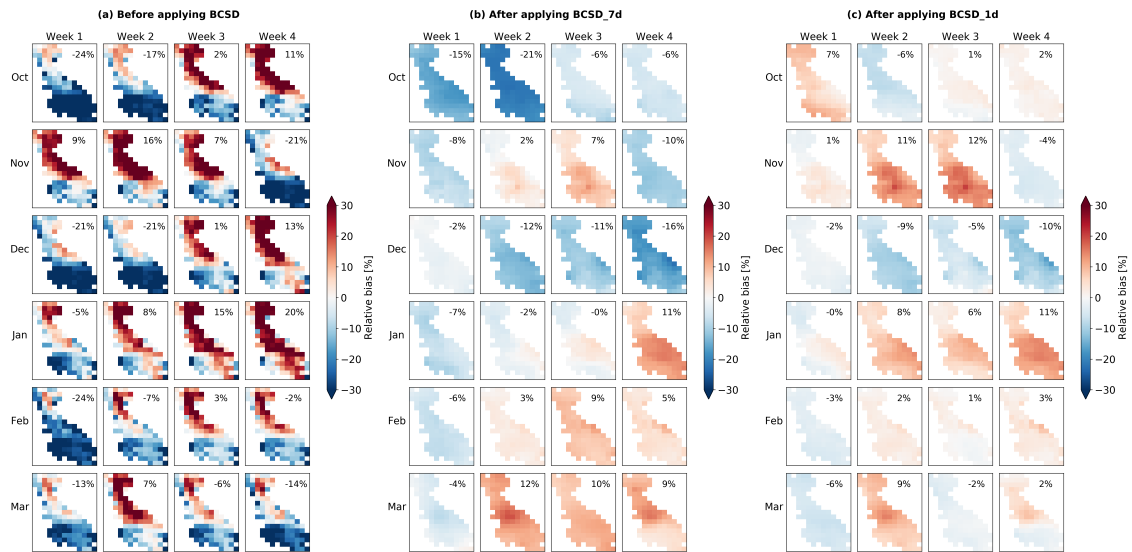 (a) Before applying BCSD
(b) After applying BCSD_7d
(c) After applying BCSD_1d
Week 1 Week 2 Week 3 Week 4
Week 1 Week 2 Week 3 Week 4
Week 1 Week 2 Week 3 Week 4
Oct -24% -17% 2% 11%
Oct -15% -21% -6% -6%
Oct 7% -6% 1% 2%
Nov 9% 16% 7% -21%
Nov -8% 2% 7% -10%
Nov 1% 11% 12% -4%
Dec -21% -21% 1% 13%
Dec -2% -12% -11% -16%
Dec -2% -9% -5% -10%
Jan -5% 8% 15% 20%
Jan -7% -2% -0% 11%
Jan -0% 8% 6% 11%
Feb -24% -7% 3% -2%
Feb -6% 3% 9% 5%
Feb -3% 2% 1% 3%
Mar -13% 7% -6% -14%
Mar -4% 12% 10% 9%
Mar -6% 9% -2% 2%
30
20
10
0
−10
−20
−30
Relative bias [%]
30
20
10
0
−10
−20
−30
Relative bias [%]
30
20
10
0
−10
−20
−30
Relative bias [%]